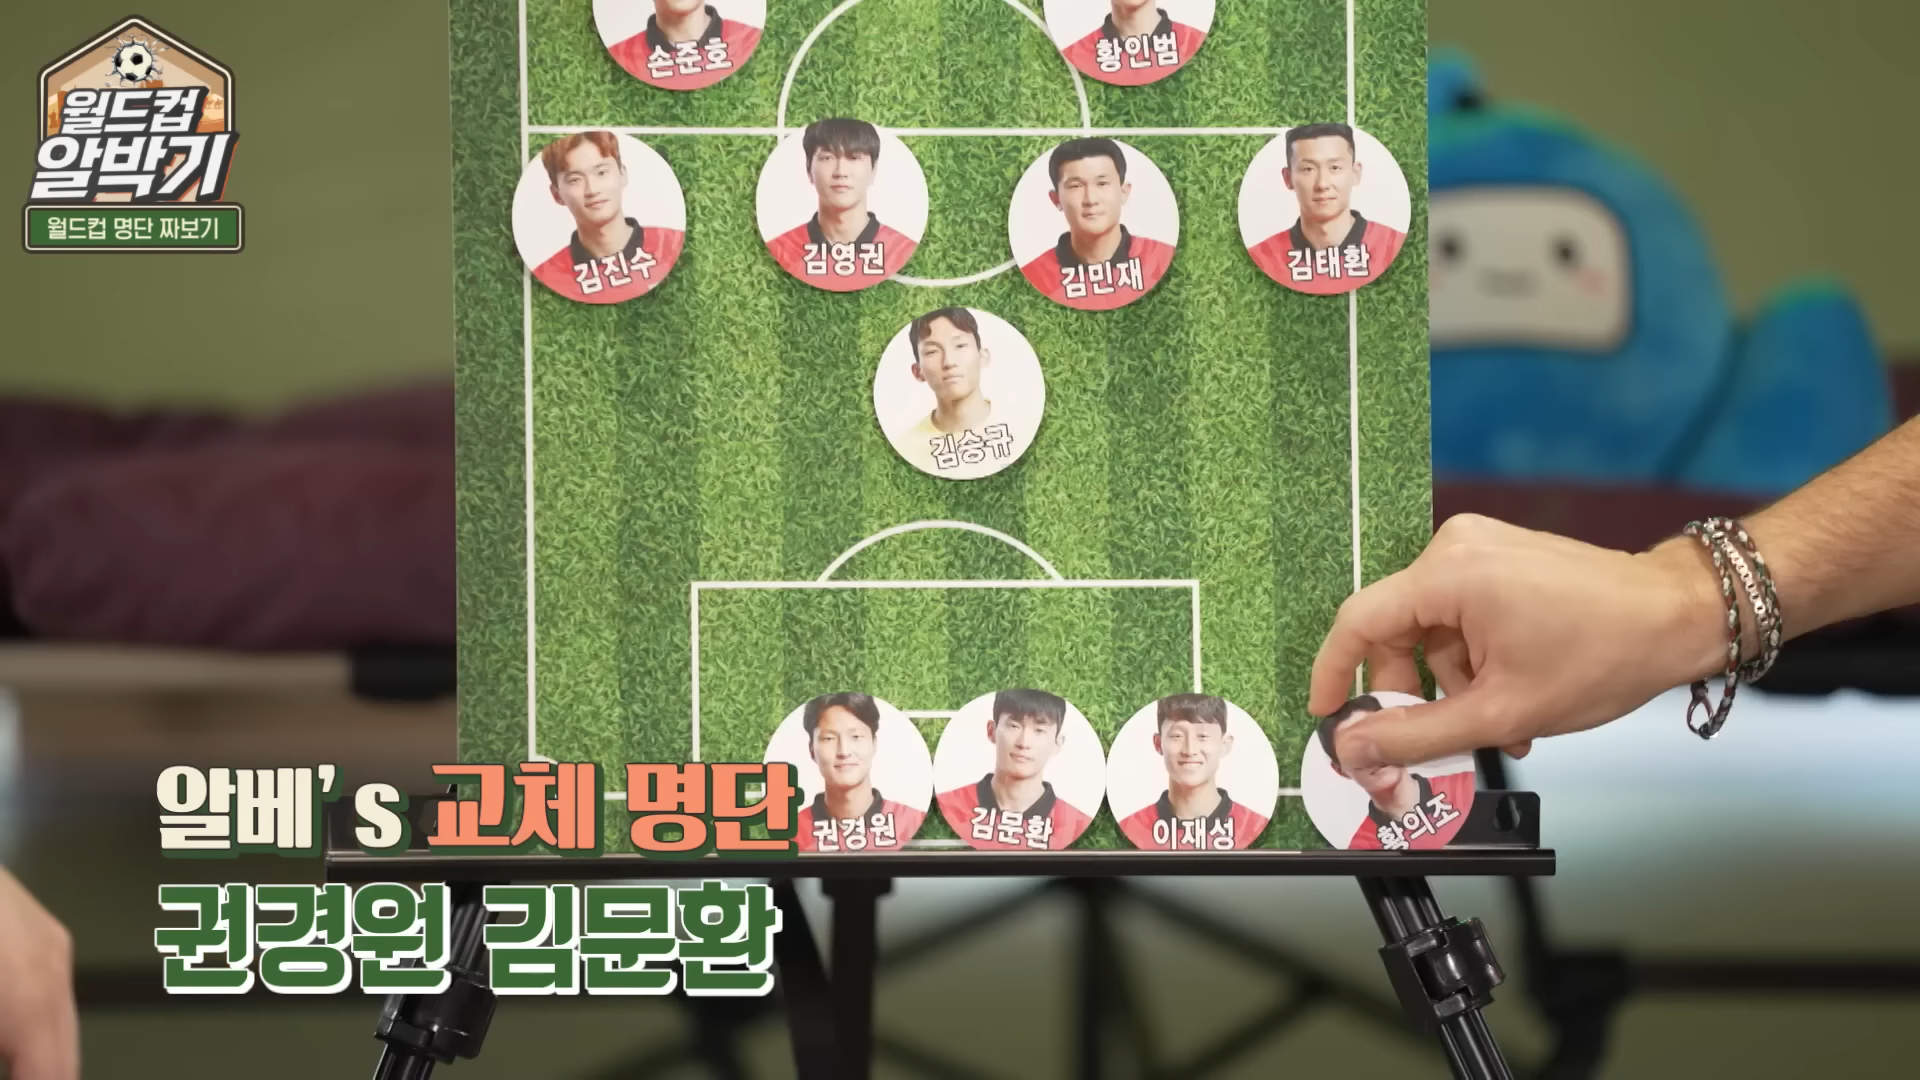 월드컵
알박기
월드컵 명단 짜보기
손준호
황인범
김진수
김영권
김민재
김태환
김승규
권경원
김문환
이재성
황의조
알베's 교체 명단
권경원 김문환